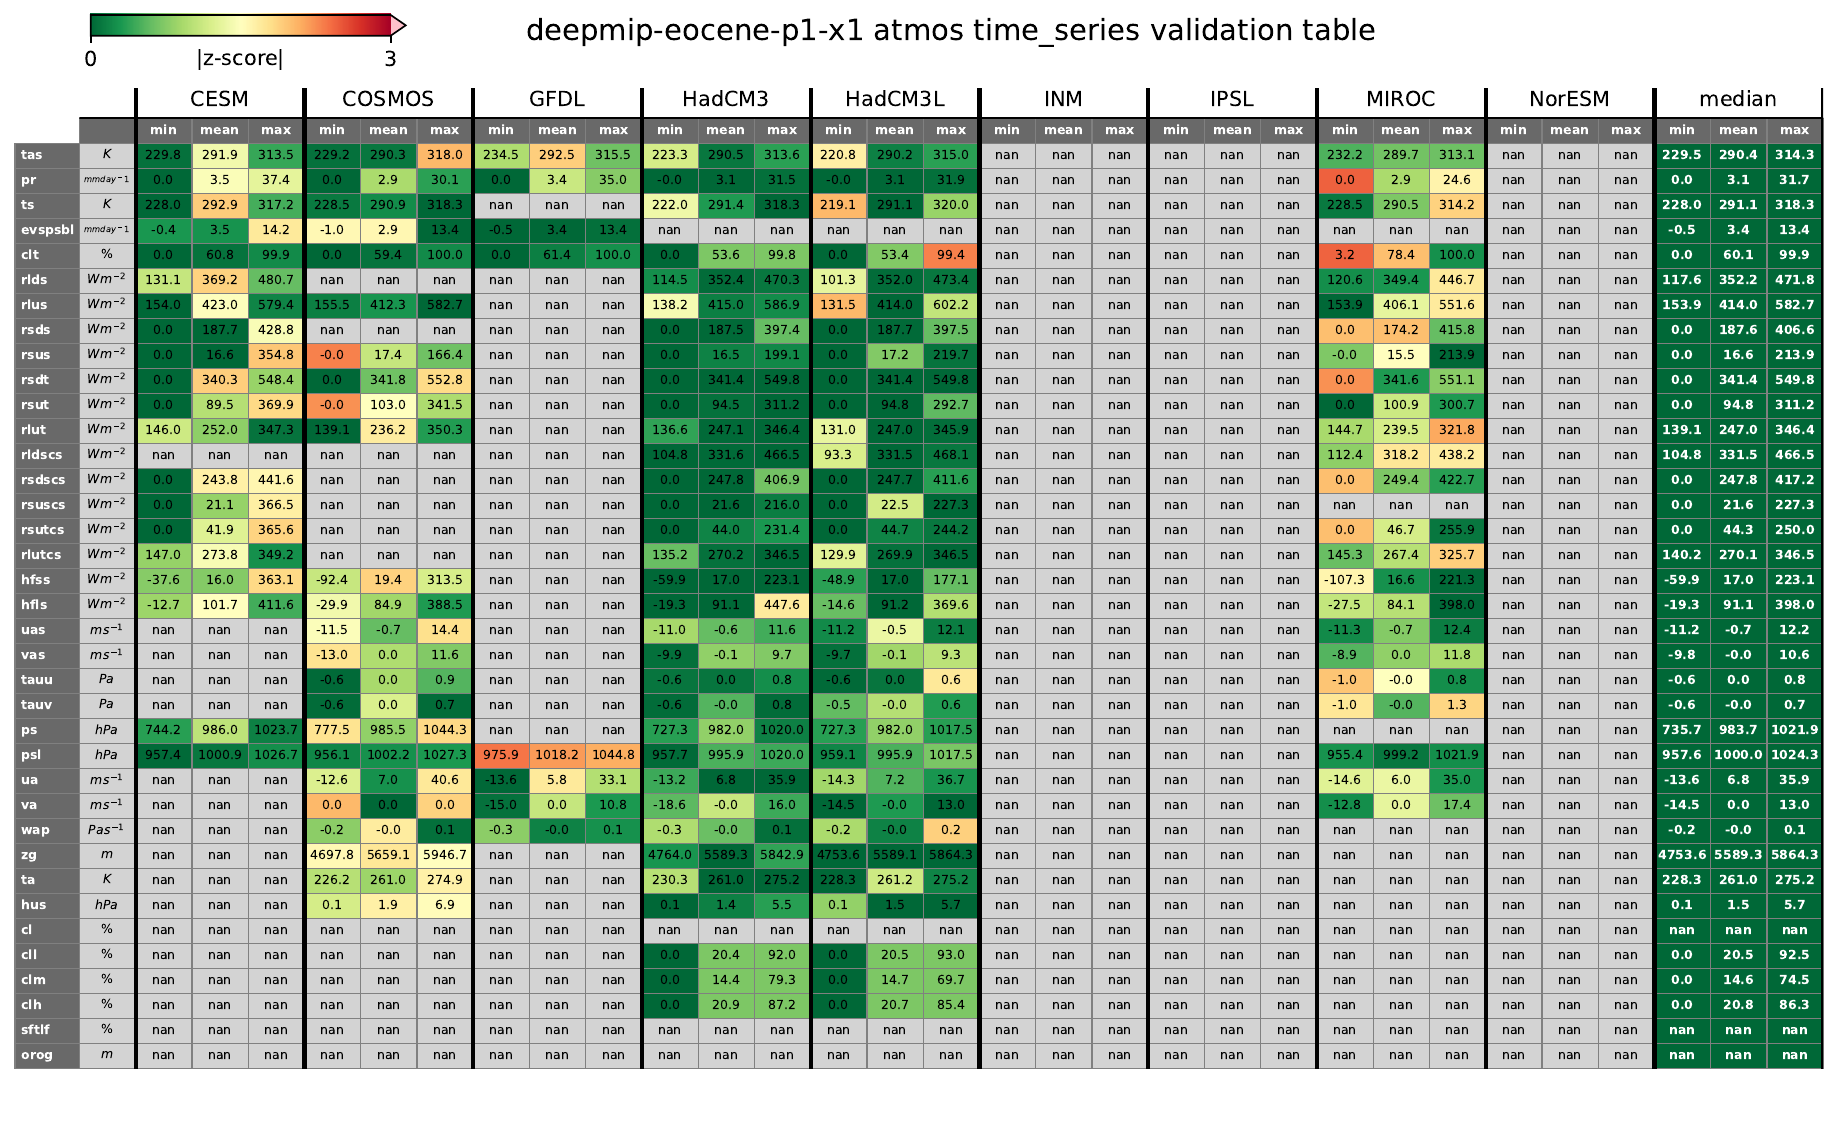 deepmip-eocene-p1-x1 atmos time_series validation table
0 |z-score| 3
CESM COSMOS GFDL HadCM3 HadCM3L INM IPSL MIROC NorESM median
min mean max min mean max min mean max min mean max min mean max min mean max min mean max min mean max min mean max min mean max
tas K 229.8 291.9 313.5 229.2 290.3 318.0 234.5 292.5 315.5 223.3 290.5 313.6 220.8 290.2 315.0 nan nan nan nan nan nan 232.2 289.7 313.1 nan nan nan 229.5 290.4 314.3
pr mmday⁻¹ 0.0 3.5 37.4 0.0 2.9 30.1 0.0 3.4 35.0 -0.0 3.1 31.5 -0.0 3.1 31.9 nan nan nan nan nan nan 0.0 2.9 24.6 nan nan nan 0.0 3.1 31.7
ts K 228.0 292.9 317.2 228.5 290.9 318.3 nan nan nan 222.0 291.4 318.3 219.1 291.1 320.0 nan nan nan nan nan nan 228.5 290.5 314.2 nan nan nan 228.0 291.1 318.3
evspsbl mmday⁻¹ -0.4 3.5 14.2 -1.0 2.9 13.4 -0.5 3.4 13.4 nan nan nan nan nan nan nan nan nan nan nan nan nan nan nan nan nan nan -0.5 3.4 13.4
clt % 0.0 60.8 99.9 0.0 59.4 100.0 0.0 61.4 100.0 0.0 53.6 99.8 0.0 53.4 99.4 nan nan nan nan nan nan 3.2 78.4 100.0 nan nan nan 0.0 60.1 99.9
rlds Wm⁻² 131.1 369.2 480.7 nan nan nan nan nan nan 114.5 352.4 470.3 101.3 352.0 473.4 nan nan nan nan nan nan 120.6 349.4 446.7 nan nan nan 117.6 352.2 471.8
rlus Wm⁻² 154.0 423.0 579.4 155.5 412.3 582.7 nan nan nan 138.2 415.0 586.9 131.5 414.0 602.2 nan nan nan nan nan nan 153.9 406.1 551.6 nan nan nan 153.9 414.0 582.7
rsds Wm⁻² 0.0 187.7 428.8 nan nan nan nan nan nan 0.0 187.5 397.4 0.0 187.7 397.5 nan nan nan nan nan nan 0.0 174.2 415.8 nan nan nan 0.0 187.6 406.6
rsus Wm⁻² 0.0 16.6 354.8 -0.0 17.4 166.4 nan nan nan 0.0 16.5 199.1 0.0 17.2 219.7 nan nan nan nan nan nan -0.0 15.5 213.9 nan nan nan 0.0 16.6 213.9
rsdt Wm⁻² 0.0 340.3 548.4 0.0 341.8 552.8 nan nan nan 0.0 341.4 549.8 0.0 341.4 549.8 nan nan nan nan nan nan 0.0 341.6 551.1 nan nan nan 0.0 341.4 549.8
rsut Wm⁻² 0.0 89.5 369.9 -0.0 103.0 341.5 nan nan nan 0.0 94.5 311.2 0.0 94.8 292.7 nan nan nan nan nan nan 0.0 100.9 300.7 nan nan nan 0.0 94.8 311.2
rlut Wm⁻² 146.0 252.0 347.3 139.1 236.2 350.3 nan nan nan 136.6 247.1 346.4 131.0 247.0 345.9 nan nan nan nan nan nan 144.7 239.5 321.8 nan nan nan 139.1 247.0 346.4
rldscs Wm⁻² nan nan nan nan nan nan nan nan nan 104.8 331.6 466.5 93.3 331.5 468.1 nan nan nan nan nan nan 112.4 318.2 438.2 nan nan nan 104.8 331.5 466.5
rsdscs Wm⁻² 0.0 243.8 441.6 nan nan nan nan nan nan 0.0 247.8 406.9 0.0 247.7 411.6 nan nan nan nan nan nan 0.0 249.4 422.7 nan nan nan 0.0 247.8 417.2
rsuscs Wm⁻² 0.0 21.1 366.5 nan nan nan nan nan nan 0.0 21.6 216.0 0.0 22.5 227.3 nan nan nan nan nan nan nan nan nan nan nan nan 0.0 21.6 227.3
rsutcs Wm⁻² 0.0 41.9 365.6 nan nan nan nan nan nan 0.0 44.0 231.4 0.0 44.7 244.2 nan nan nan nan nan nan 0.0 46.7 255.9 nan nan nan 0.0 44.3 250.0
rlutcs Wm⁻² 147.0 273.8 349.2 nan nan nan nan nan nan 135.2 270.2 346.5 129.9 269.9 346.5 nan nan nan nan nan nan 145.3 267.4 325.7 nan nan nan 140.2 270.1 346.5
hfss Wm⁻² -37.6 16.0 363.1 -92.4 19.4 313.5 nan nan nan -59.9 17.0 223.1 -48.9 17.0 177.1 nan nan nan nan nan nan -107.3 16.6 221.3 nan nan nan -59.9 17.0 223.1
hfls Wm⁻² -12.7 101.7 411.6 -29.9 84.9 388.5 nan nan nan -19.3 91.1 447.6 -14.6 91.2 369.6 nan nan nan nan nan nan -27.5 84.1 398.0 nan nan nan -19.3 91.1 398.0
uas ms⁻¹ nan nan nan -11.5 -0.7 14.4 nan nan nan -11.0 -0.6 11.6 -11.2 -0.5 12.1 nan nan nan nan nan nan -11.3 -0.7 12.4 nan nan nan -11.2 -0.7 12.2
vas ms⁻¹ nan nan nan -13.0 0.0 11.6 nan nan nan -9.9 -0.1 9.7 -9.7 -0.1 9.3 nan nan nan nan nan nan -8.9 0.0 11.8 nan nan nan -9.8 -0.0 10.6
tauu Pa nan nan nan -0.6 0.0 0.9 nan nan nan -0.6 0.0 0.8 -0.6 0.0 0.6 nan nan nan nan nan nan -1.0 -0.0 0.8 nan nan nan -0.6 0.0 0.8
tauv Pa nan nan nan -0.6 0.0 0.7 nan nan nan -0.6 -0.0 0.8 -0.5 -0.0 0.6 nan nan nan nan nan nan -1.0 -0.0 1.3 nan nan nan -0.6 -0.0 0.7
ps hPa 744.2 986.0 1023.7 777.5 985.5 1044.3 nan nan nan 727.3 982.0 1020.0 727.3 982.0 1017.5 nan nan nan nan nan nan nan nan nan nan nan nan 735.7 983.7 1021.9
psl hPa 957.4 1000.9 1026.7 956.1 1002.2 1027.3 975.9 1018.2 1044.8 957.7 995.9 1020.0 959.1 995.9 1017.5 nan nan nan nan nan nan 955.4 999.2 1021.9 nan nan nan 957.6 1000.0 1024.3
ua ms⁻¹ nan nan nan -12.6 7.0 40.6 -13.6 5.8 33.1 -13.2 6.8 35.9 -14.3 7.2 36.7 nan nan nan nan nan nan -14.6 6.0 35.0 nan nan nan -13.6 6.8 35.9
va ms⁻¹ nan nan nan 0.0 0.0 0.0 -15.0 0.0 10.8 -18.6 -0.0 16.0 -14.5 -0.0 13.0 nan nan nan nan nan nan -12.8 0.0 17.4 nan nan nan -14.5 0.0 13.0
wap Pas⁻¹ nan nan nan -0.2 -0.0 0.1 -0.3 -0.0 0.1 -0.3 -0.0 0.1 -0.2 -0.0 0.2 nan nan nan nan nan nan nan nan nan nan nan nan -0.2 -0.0 0.1
zg m nan nan nan 4697.8 5659.1 5946.7 nan nan nan 4764.0 5589.3 5842.9 4753.6 5589.1 5864.3 nan nan nan nan nan nan nan nan nan nan nan nan 4753.6 5589.3 5864.3
ta K nan nan nan 226.2 261.0 274.9 nan nan nan 230.3 261.0 275.2 228.3 261.2 275.2 nan nan nan nan nan nan nan nan nan nan nan nan 228.3 261.0 275.2
hus hPa nan nan nan 0.1 1.9 6.9 nan nan nan 0.1 1.4 5.5 0.1 1.5 5.7 nan nan nan nan nan nan nan nan nan nan nan nan 0.1 1.5 5.7
cl % nan nan nan nan nan nan nan nan nan nan nan nan nan nan nan nan nan nan nan nan nan nan nan nan nan nan nan nan nan nan
cll % nan nan nan nan nan nan nan nan nan 0.0 20.4 92.0 0.0 20.5 93.0 nan nan nan nan nan nan nan nan nan nan nan nan 0.0 20.5 92.5
clm % nan nan nan nan nan nan nan nan nan 0.0 14.4 79.3 0.0 14.7 69.7 nan nan nan nan nan nan nan nan nan nan nan nan 0.0 14.6 74.5
clh % nan nan nan nan nan nan nan nan nan 0.0 20.9 87.2 0.0 20.7 85.4 nan nan nan nan nan nan nan nan nan nan nan nan 0.0 20.8 86.3
sftlf % nan nan nan nan nan nan nan nan nan nan nan nan nan nan nan nan nan nan nan nan nan nan nan nan nan nan nan nan nan nan
orog m nan nan nan nan nan nan nan nan nan nan nan nan nan nan nan nan nan nan nan nan nan nan nan nan nan nan nan nan nan nan